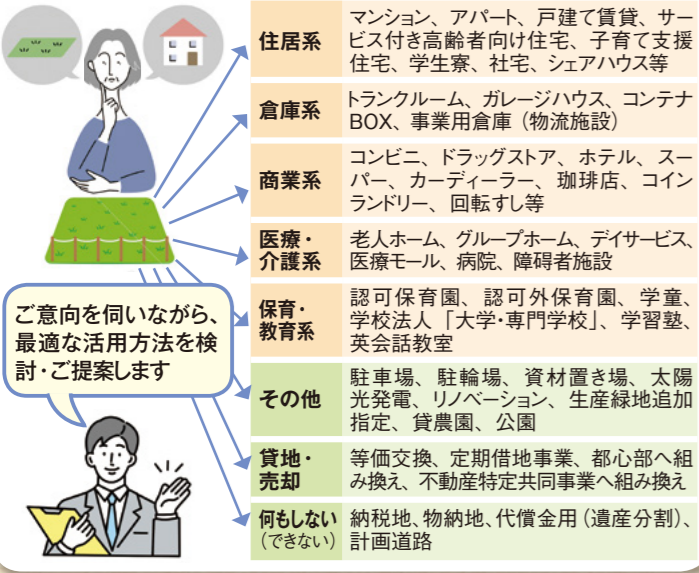 住居系
マンション、アパート、戸建て賃貸、サー
ビス付き高齢者向け住宅、子育て支援
住宅、学生寮、社宅、シェアハウス等
倉庫系
トランクルーム、ガレージハウス、コンテナ
BOX、事業用倉庫（物流施設）
商業系
コンビニ、ドラッグストア、ホテル、スー
パー、カーディーラー、珈琲店、コイン
ランドリー、回転すし等
医療・
介護系
老人ホーム、グループホーム、デイサービス、
医療モール、病院、障碍者施設
保育・
教育系
認可保育園、認可外保育園、学童、
学校法人「大学・専門学校」、学習塾、
英会話教室
その他
駐車場、駐輪場、資材置き場、太陽
光発電、リノベーション、生産緑地追加
指定、貸農園、公園
貸地・
売却
等価交換、定期借地事業、都心部へ組
み換え、不動産特定共同事業へ組み換え
何もしない
（できない）
納税地、物納地、代償金用（遺産分割）、
計画道路
ご意向を伺いながら、
最適な活用方法を検
討・ご提案します